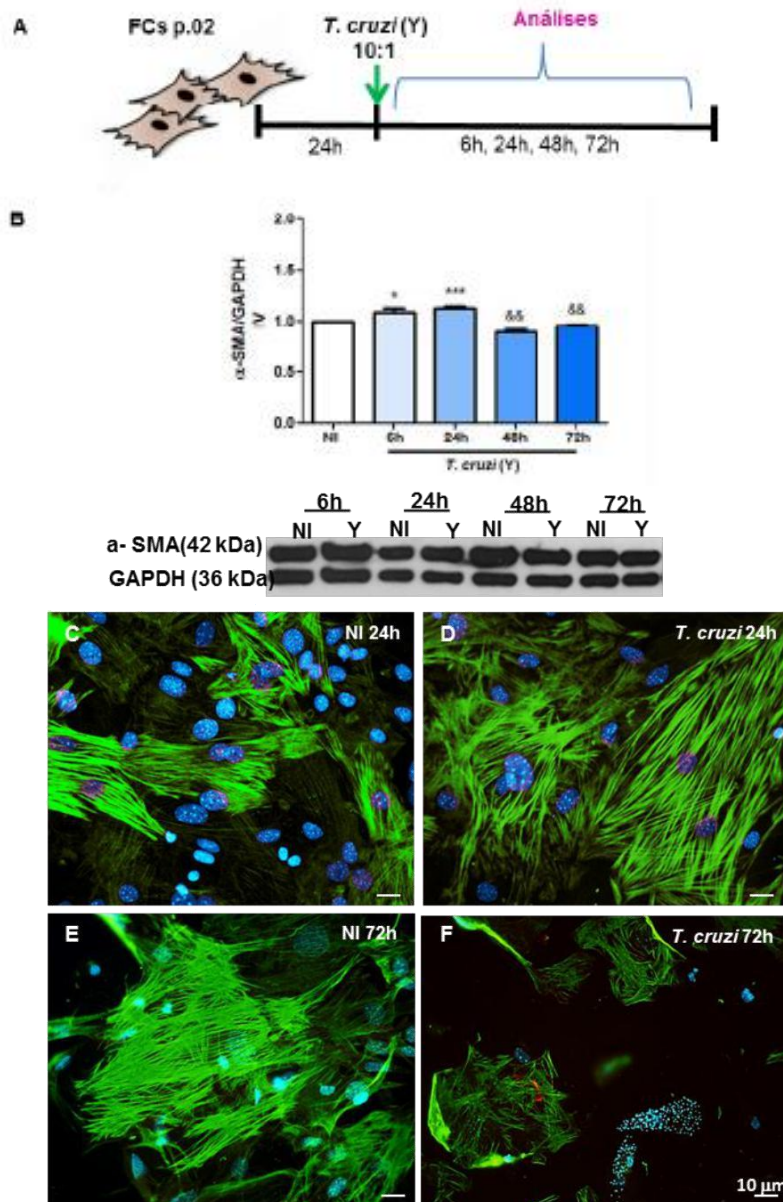 A
FCs p.02
T. cruzi (Y)
10:1
Análises
24h
6h, 24h, 48h, 72h
B
α-SMA/GAPDH
IV
2.0
1.5
1.0
0.5
0.0
* *** && &&
NI 6h 24h 48h 72h
T. cruzi (Y)
6h 24h 48h 72h
NI Y NI Y NI Y NI Y
a- SMA(42 kDa)
GAPDH (36 kDa)
C NI 24h
D T. cruzi 24h
E NI 72h
F T. cruzi 72h
10 μm